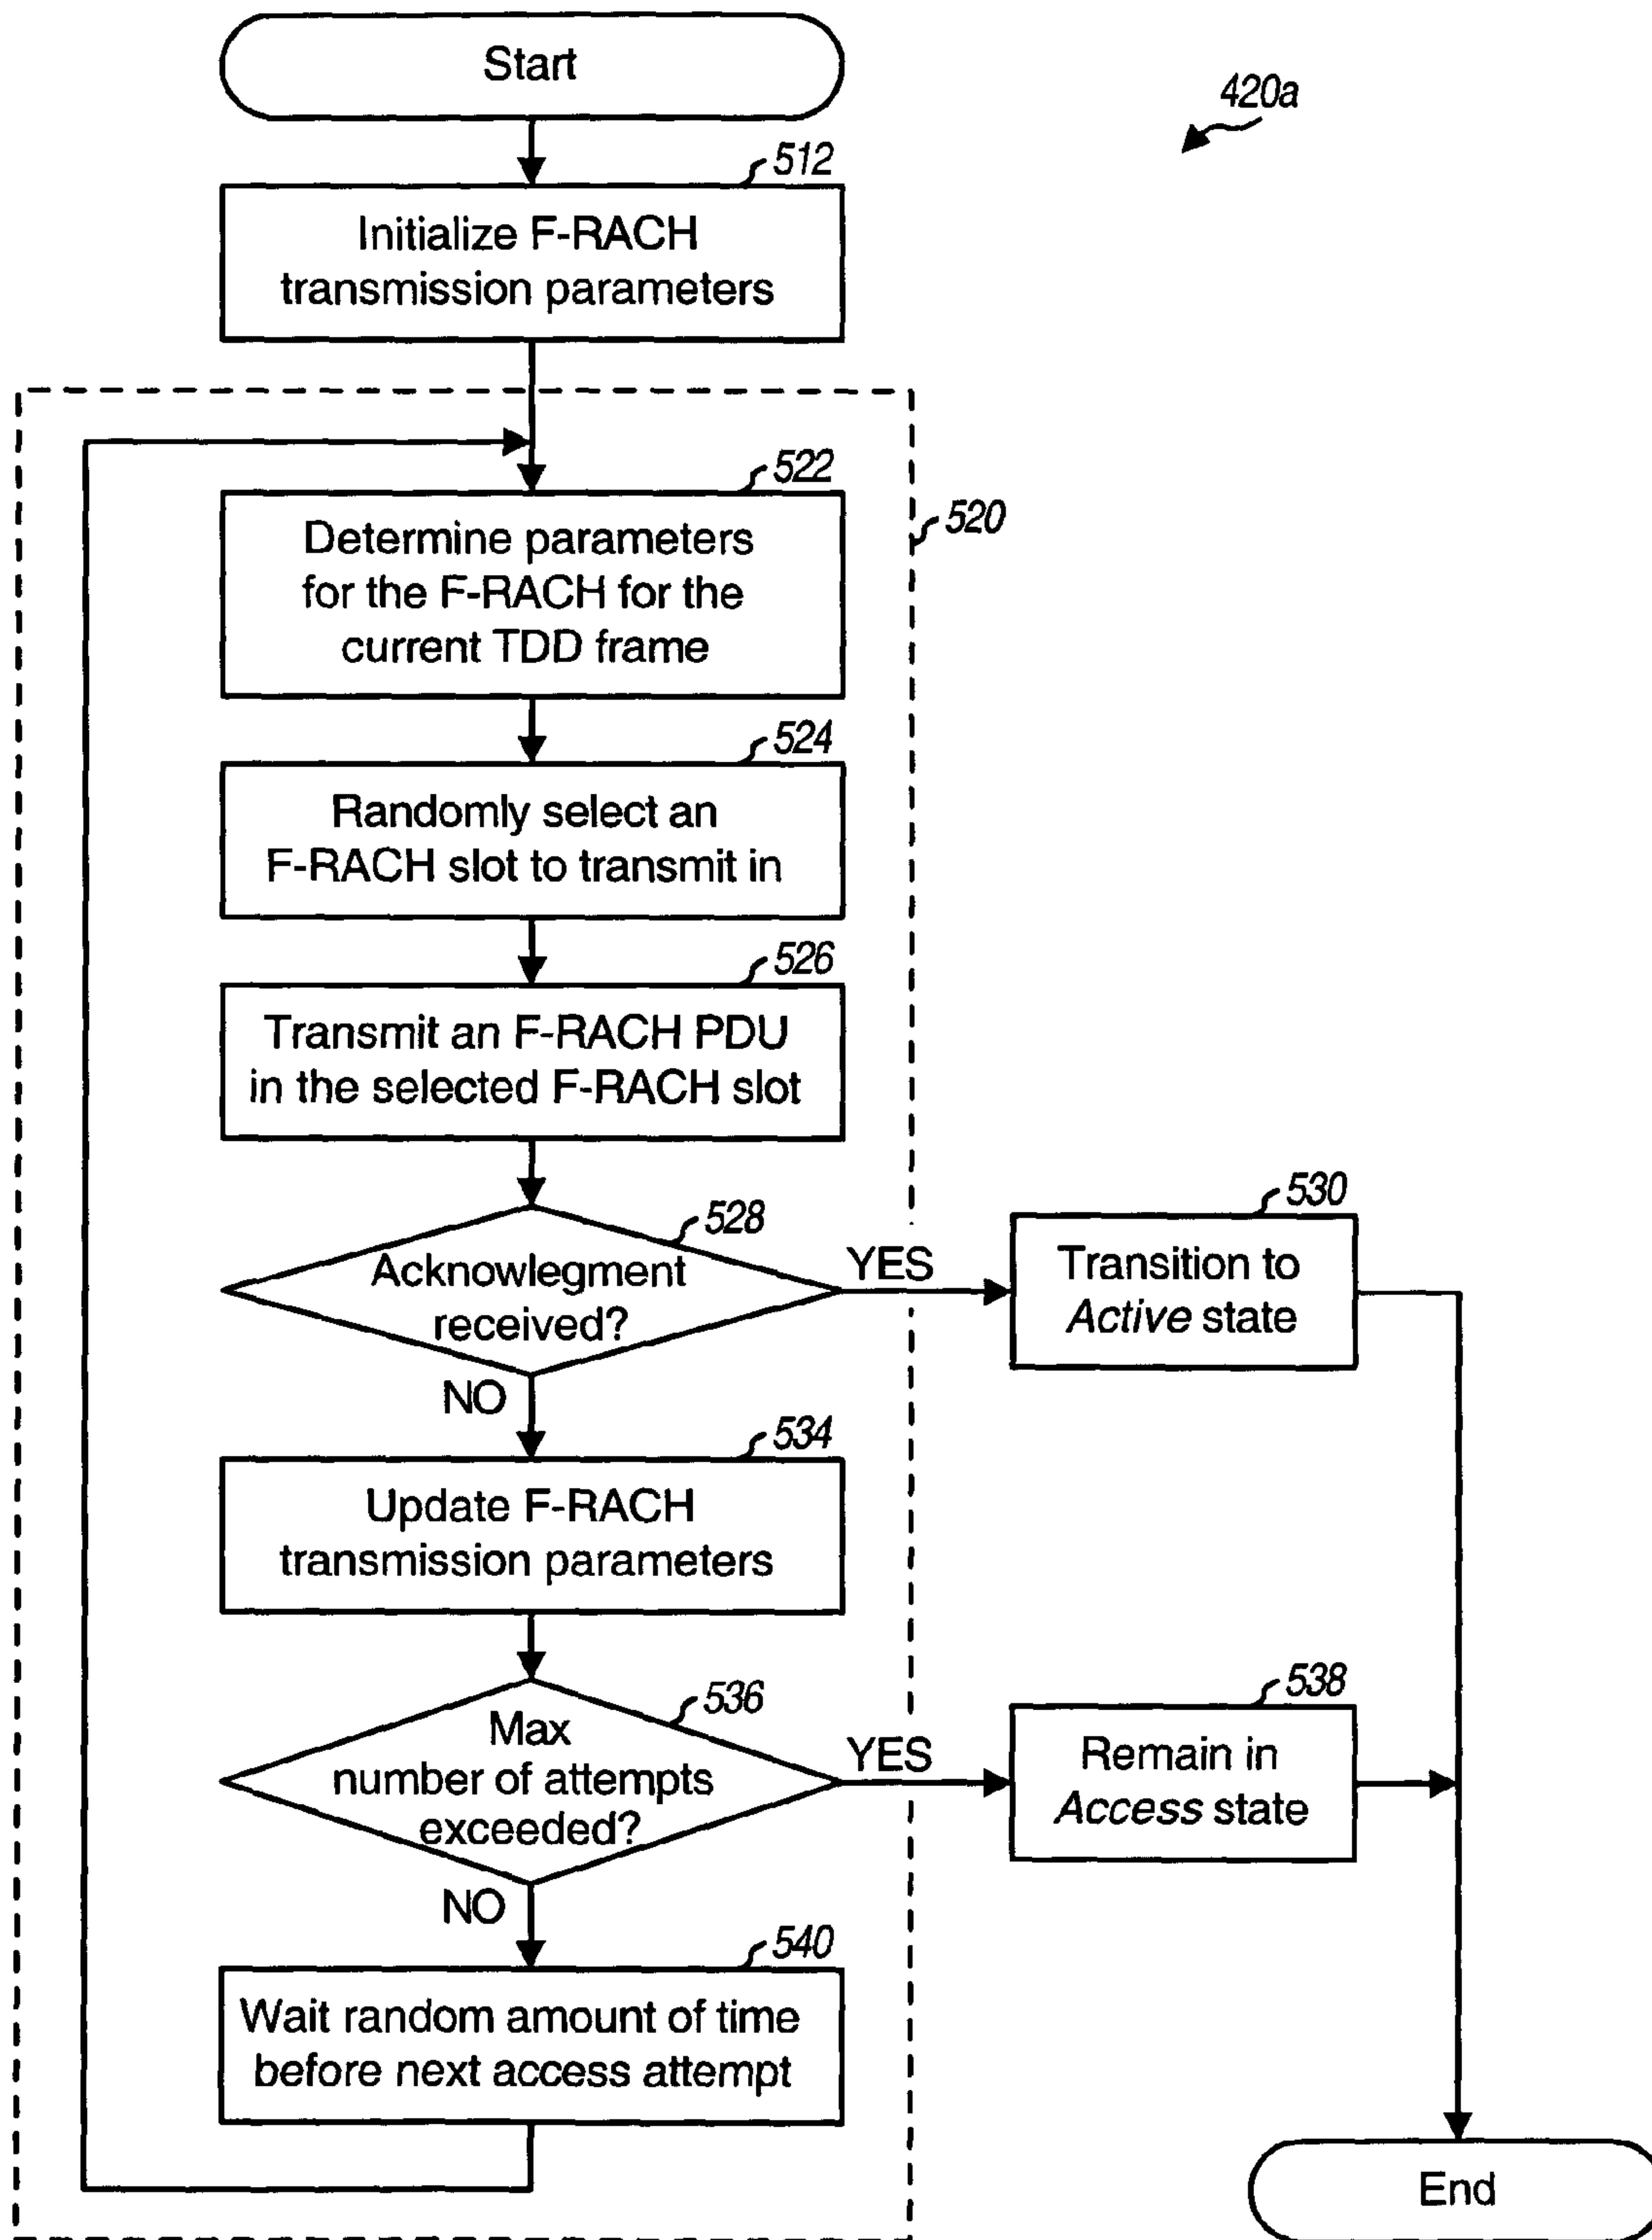 Start
420a
512
Initialize F-RACH
transmission parameters
522
520
Determine parameters
for the F-RACH for the
current TDD frame
524
Randomly select an
F-RACH slot to transmit in
526
Transmit an F-RACH PDU
in the selected F-RACH slot
528
Acknowlegment
received?
YES
530
Transition to
Active state
NO
534
Update F-RACH
transmission parameters
536
Max
number of attempts
exceeded?
YES
538
Remain in
Access state
NO
540
Wait random amount of time
before next access attempt
End